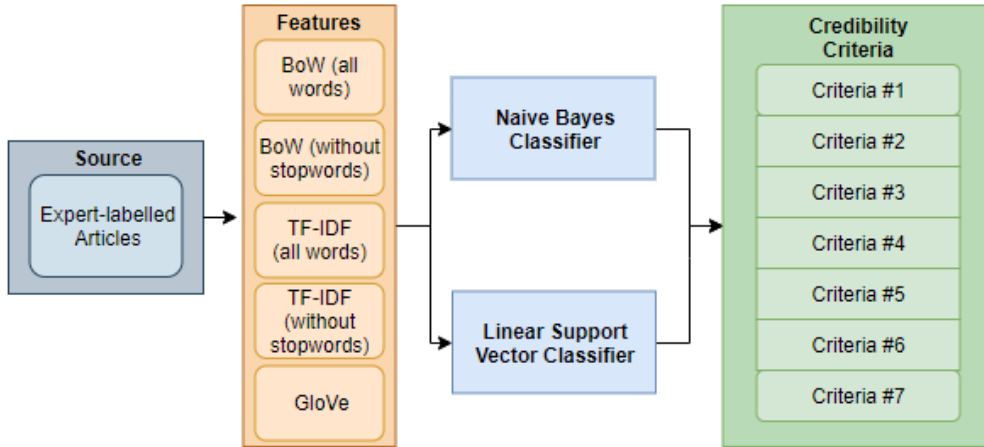 Source
Expert-labelled
Articles
Features
BoW (all
words)
BoW (without
stopwords)
TF-IDF
(all words)
TF-IDF
(without
stopwords)
GloVe
Naive Bayes
Classifier
Linear Support
Vector Classifier
Credibility
Criteria
Criteria #1
Criteria #2
Criteria #3
Criteria #4
Criteria #5
Criteria #6
Criteria #7